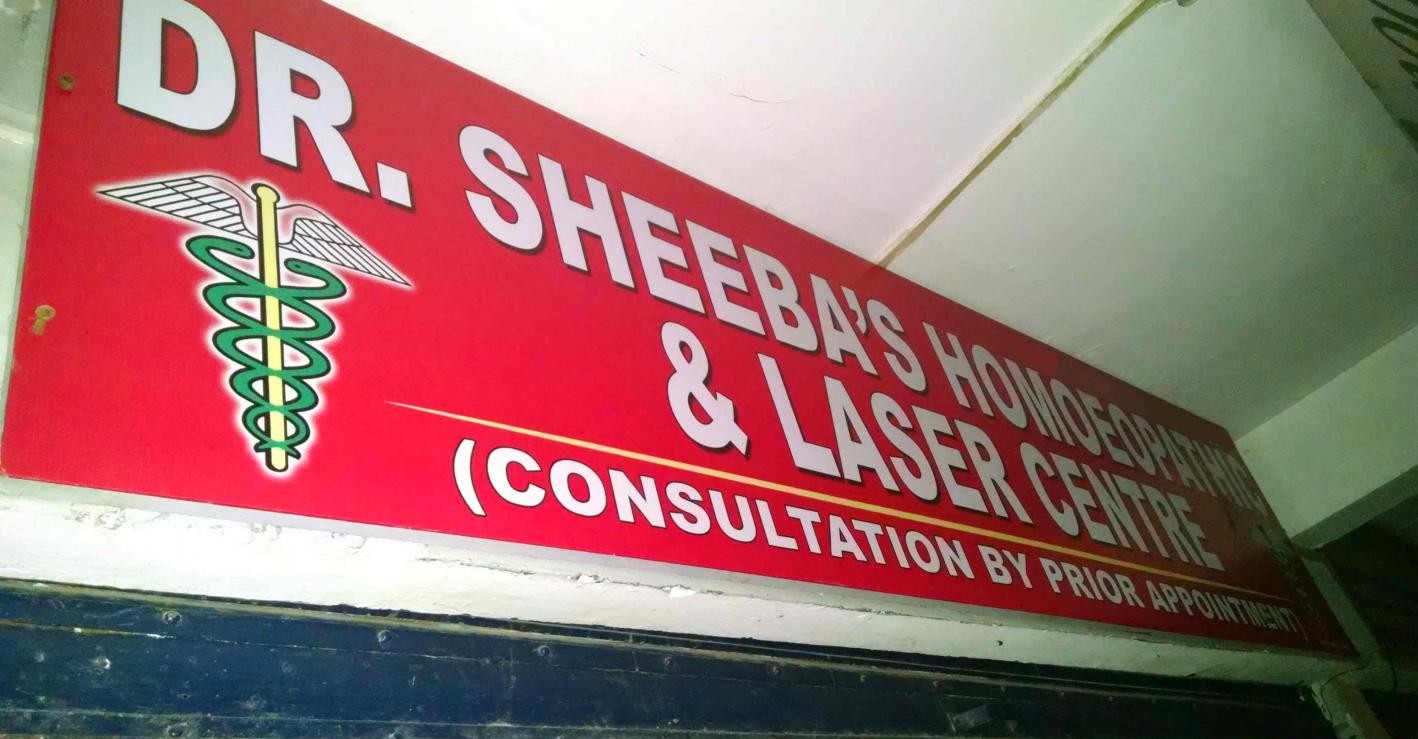 DR. SHEEBA'S HOMOEOPATHIC
& LASER CENTRE
(CONSULTATION BY PRIOR APPOINTMENT)